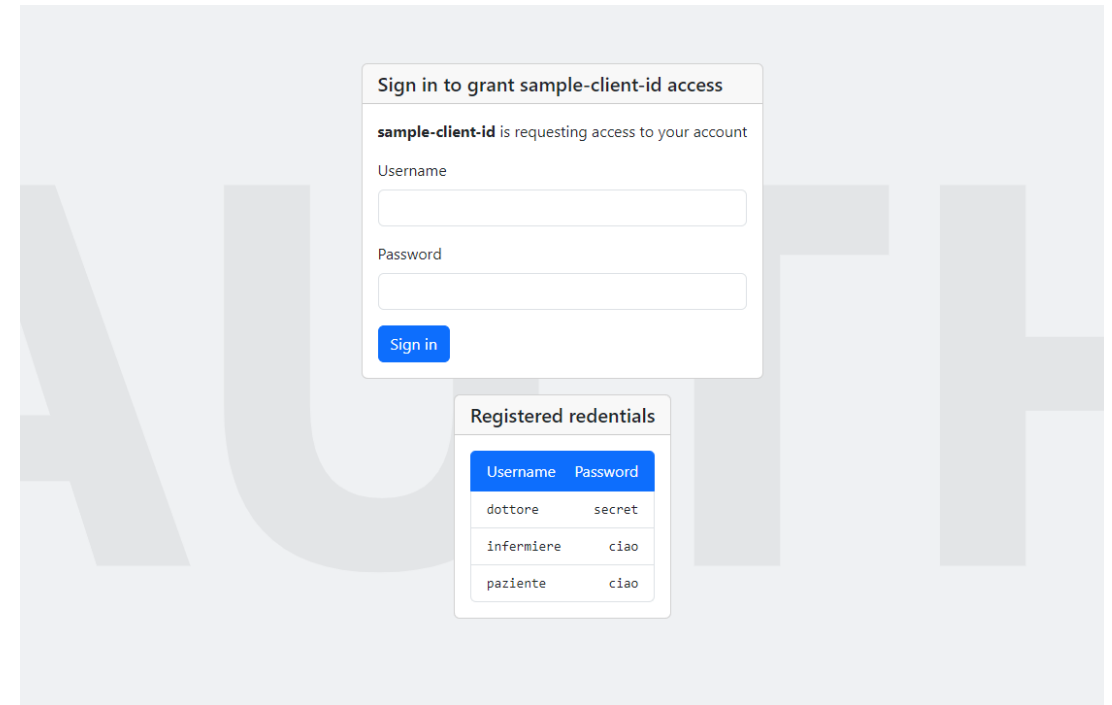 AUTH
Sign in to grant sample-client-id access
sample-client-id is requesting access to your account
Username
Password
Sign in
Registered redentials
Username Password
dottore secret
infermiere ciao
paziente ciao